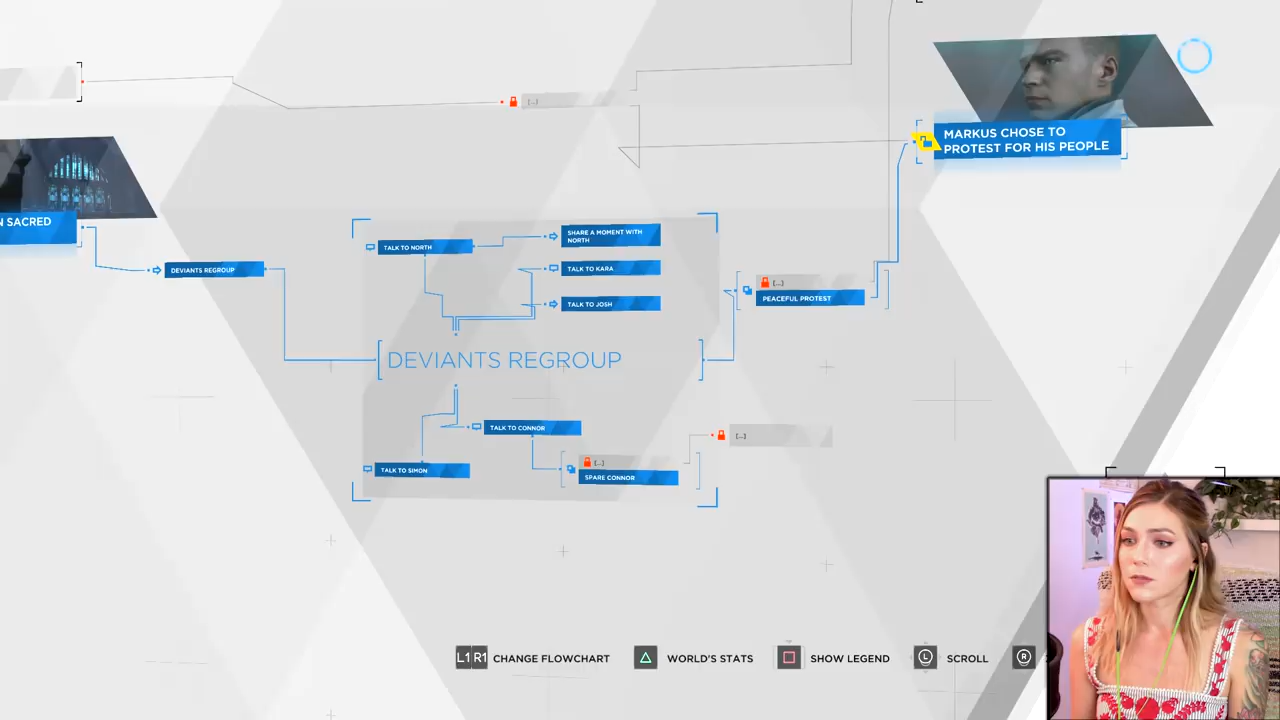 [...]
MARKUS CHOSE TO
PROTEST FOR HIS PEOPLE
N SACRED
DEVIANTS REGROUP
TALK TO NORTH
SHARE A MOMENT WITH
NORTH
TALK TO KARA
TALK TO JOSH
[...]
PEACEFUL PROTEST
DEVIANTS REGROUP
TALK TO CONNOR
[...]
TALK TO SIMON
[...]
SPARE CONNOR
L1 R1 CHANGE FLOWCHART
WORLD'S STATS
SHOW LEGEND
L SCROLL
R